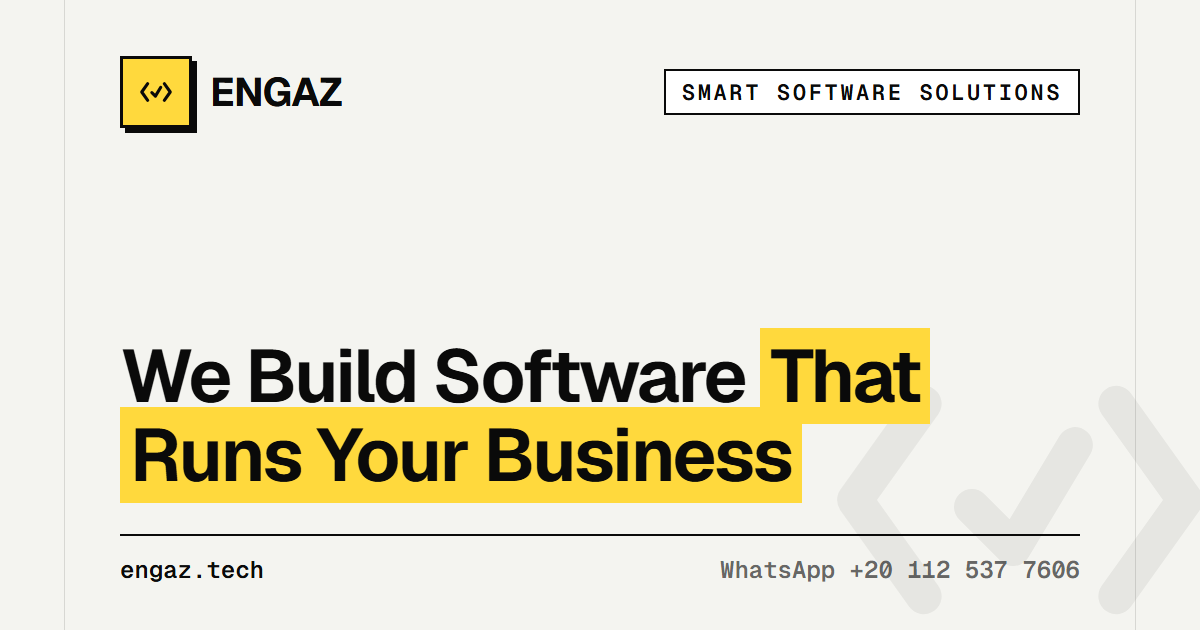 ENGAZ
SMART SOFTWARE SOLUTIONS
We Build Software That
Runs Your Business
engaz.tech
WhatsApp +20 112 537 7606